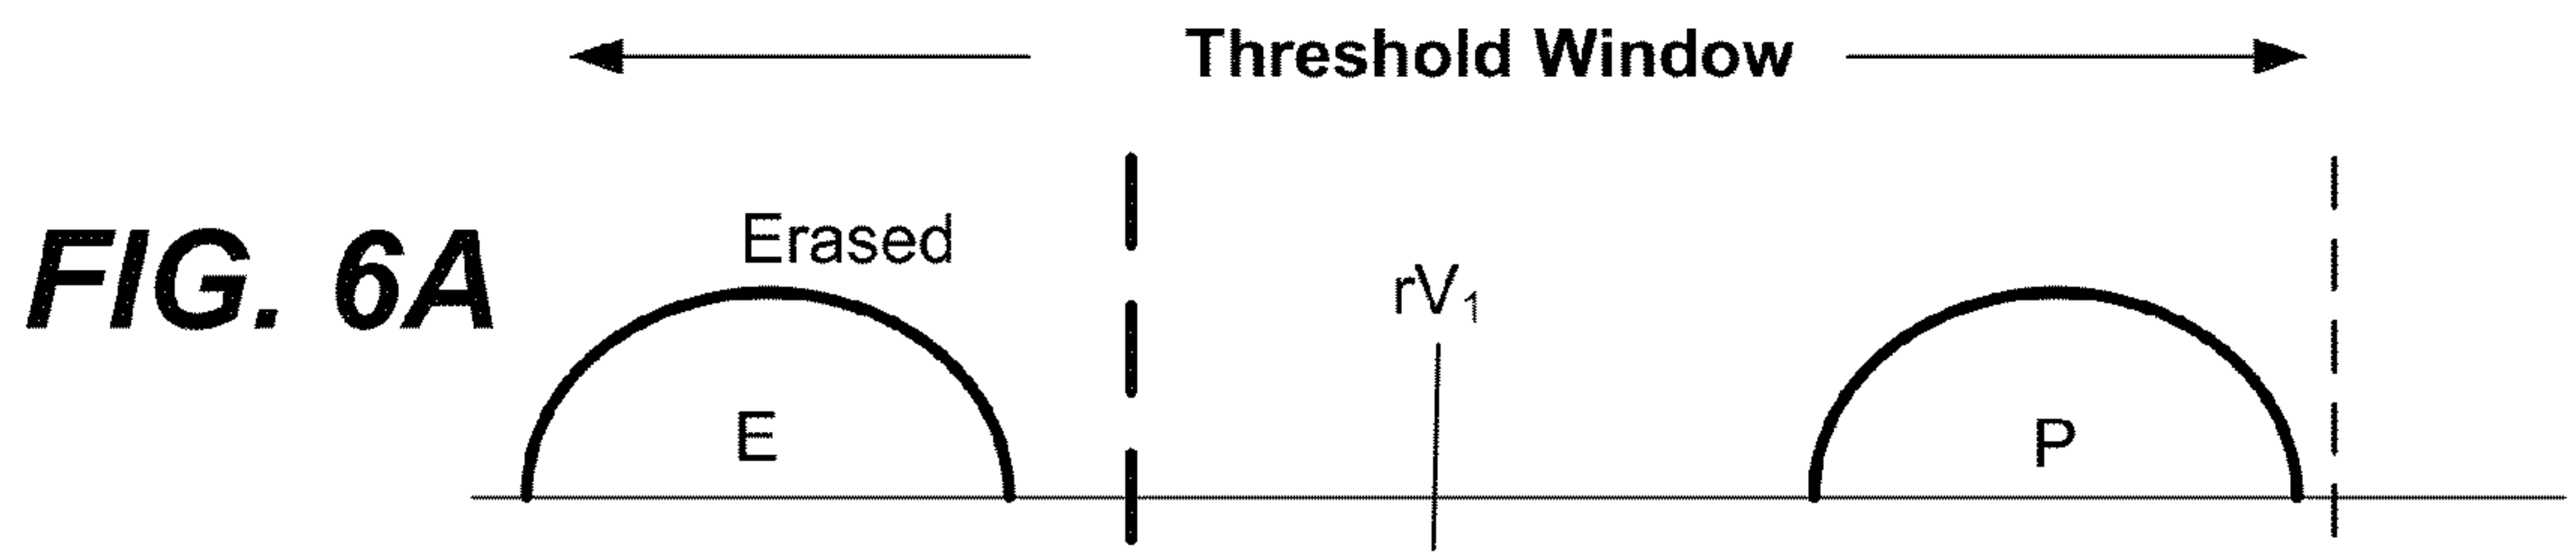 Threshold Window
FIG. 6A
Erased
rV₁
E
P